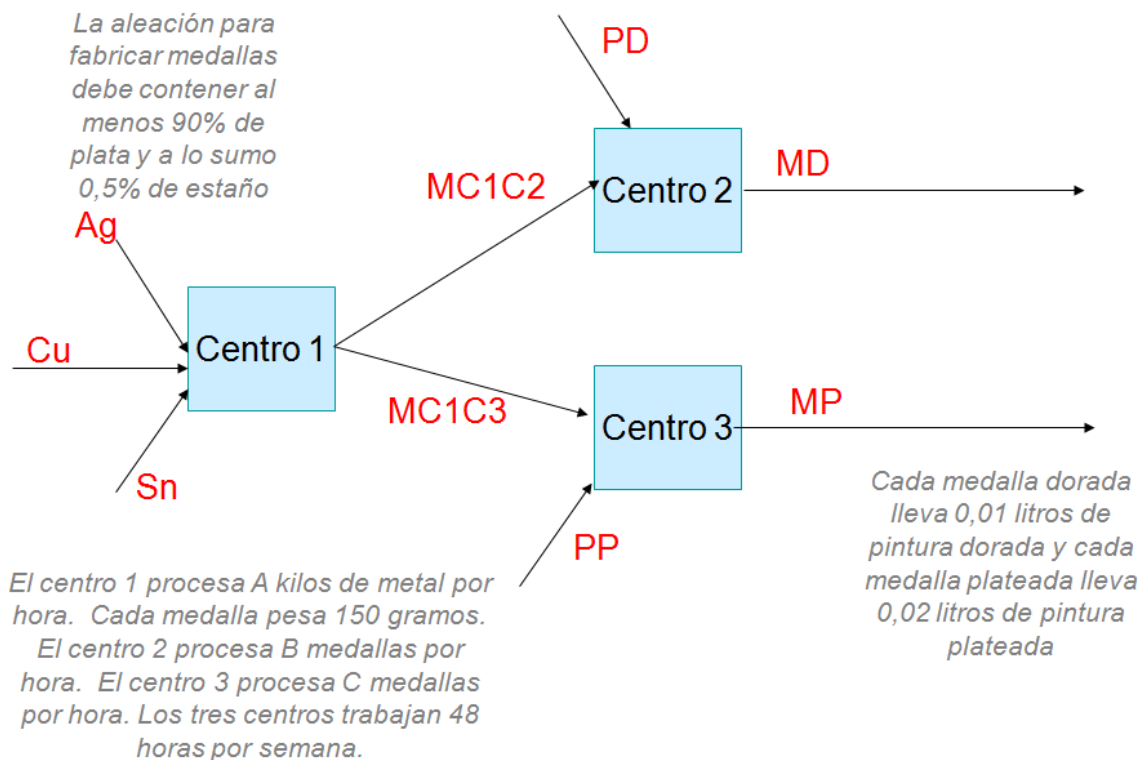 La aleación para
fabricar medallas
debe contener al
menos 90% de
plata y a lo sumo
0,5% de estaño
Ag
Cu
Sn
Centro 1
MC1C2
MC1C3
PD
Centro 2
MD
Centro 3
MP
PP
El centro 1 procesa A kilos de metal por
hora. Cada medalla pesa 150 gramos.
El centro 2 procesa B medallas por
hora. El centro 3 procesa C medallas
por hora. Los tres centros trabajan 48
horas por semana.
Cada medalla dorada
lleva 0,01 litros de
pintura dorada y cada
medalla plateada lleva
0,02 litros de pintura
plateada